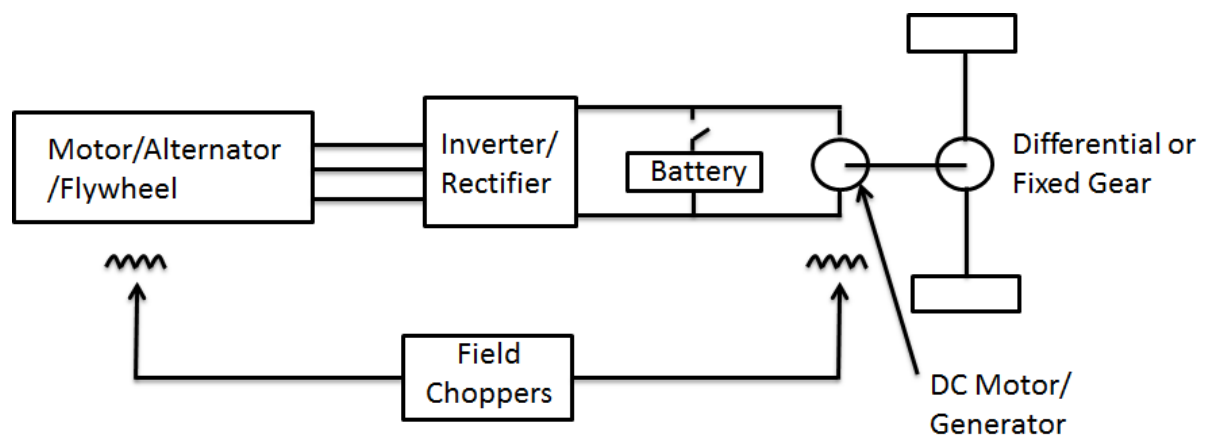 Motor/Alternator
/Flywheel
Inverter/
Rectifier
Battery
Differential or
Fixed Gear
Field
Choppers
DC Motor/
Generator